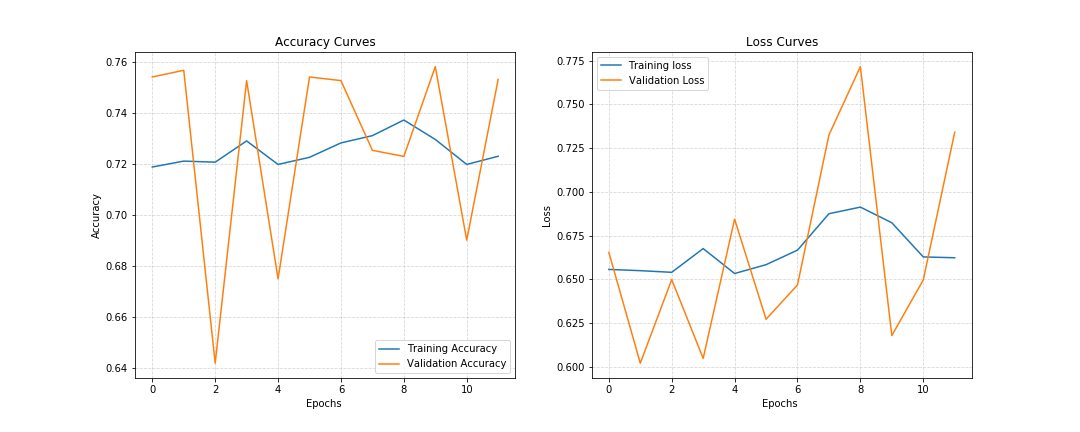 Accuracy Curves
Accuracy
0.76
0.74
0.72
0.70
0.68
0.66
0.64
Training Accuracy
Validation Accuracy
0 2 4 6 8 10
Epochs
Loss Curves
Loss
0.775
0.750
0.725
0.700
0.675
0.650
0.625
0.600
Training loss
Validation Loss
0 2 4 6 8 10
Epochs